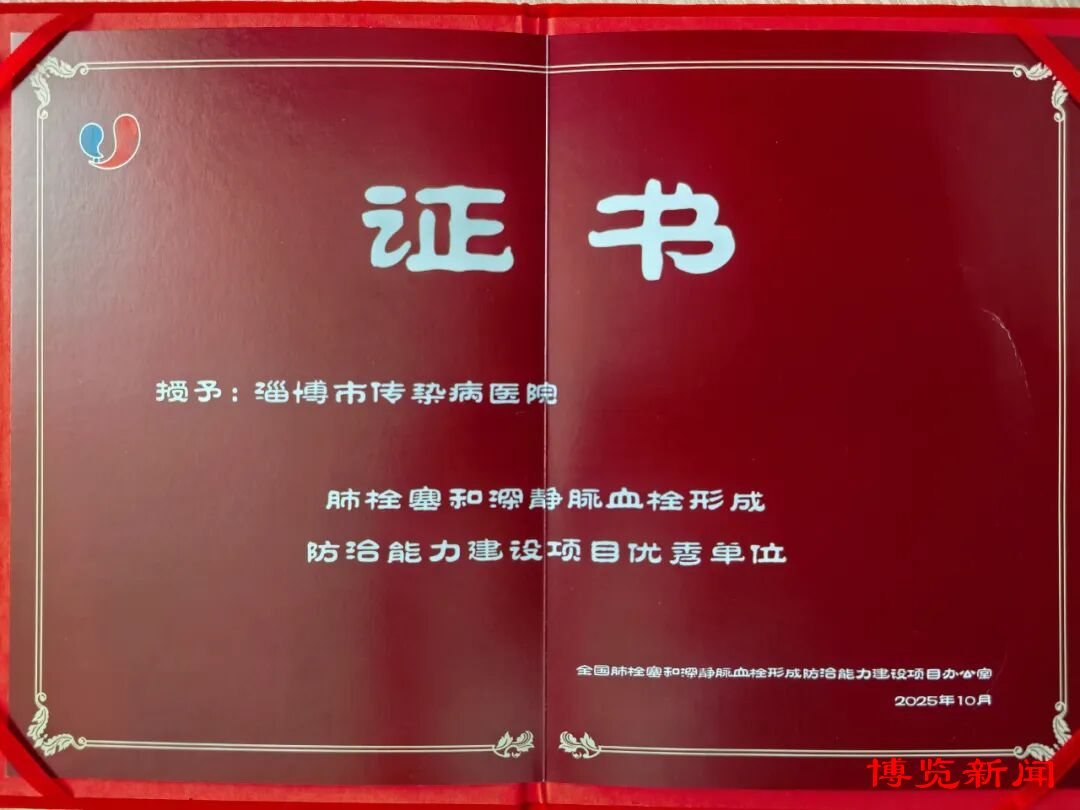 证书
授予：淄博市传染病医院
肺栓塞和深静脉血栓形成
防治能力建设项目优秀单位
全国肺栓塞和深静脉血栓形成防治能力建设项目办公室
2025年10月
博览新闻